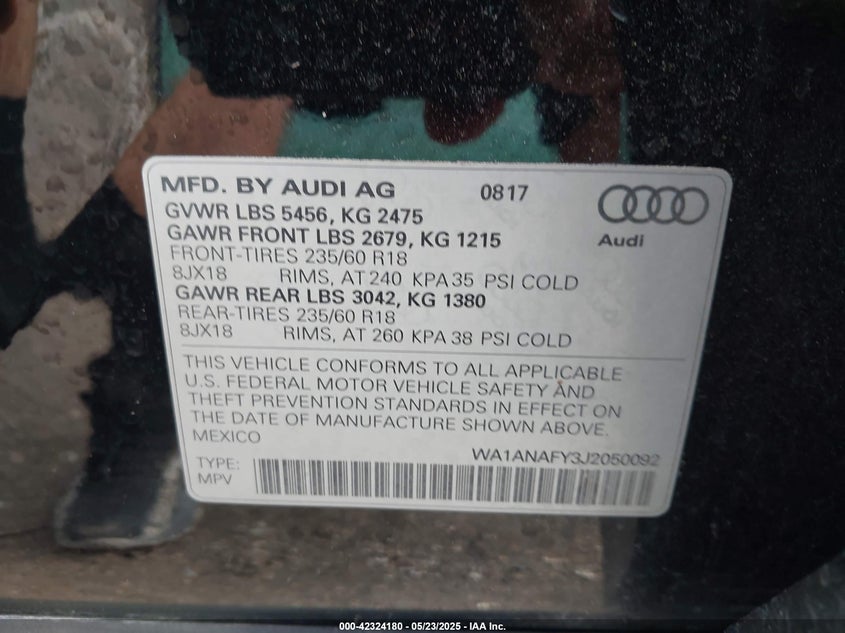 MFD. BY AUDI AG 0817
GVWR LBS 5456, KG 2475
GAWR FRONT LBS 2679, KG 1215
FRONT-TIRES 235/60 R18
8JX18 RIMS, AT 240 KPA 35 PSI COLD
GAWR REAR LBS 3042, KG 1380
REAR-TIRES 235/60 R18
8JX18 RIMS, AT 260 KPA 38 PSI COLD
Audi
THIS VEHICLE CONFORMS TO ALL APPLICABLE
U.S. FEDERAL MOTOR VEHICLE SAFETY AND
THEFT PREVENTION STANDARDS IN EFFECT ON
THE DATE OF MANUFACTURE SHOWN ABOVE.
MEXICO
WA1ANAFY3J2050092
TYPE:
MPV
000-42324180 - 05/23/2025 - IAA Inc.